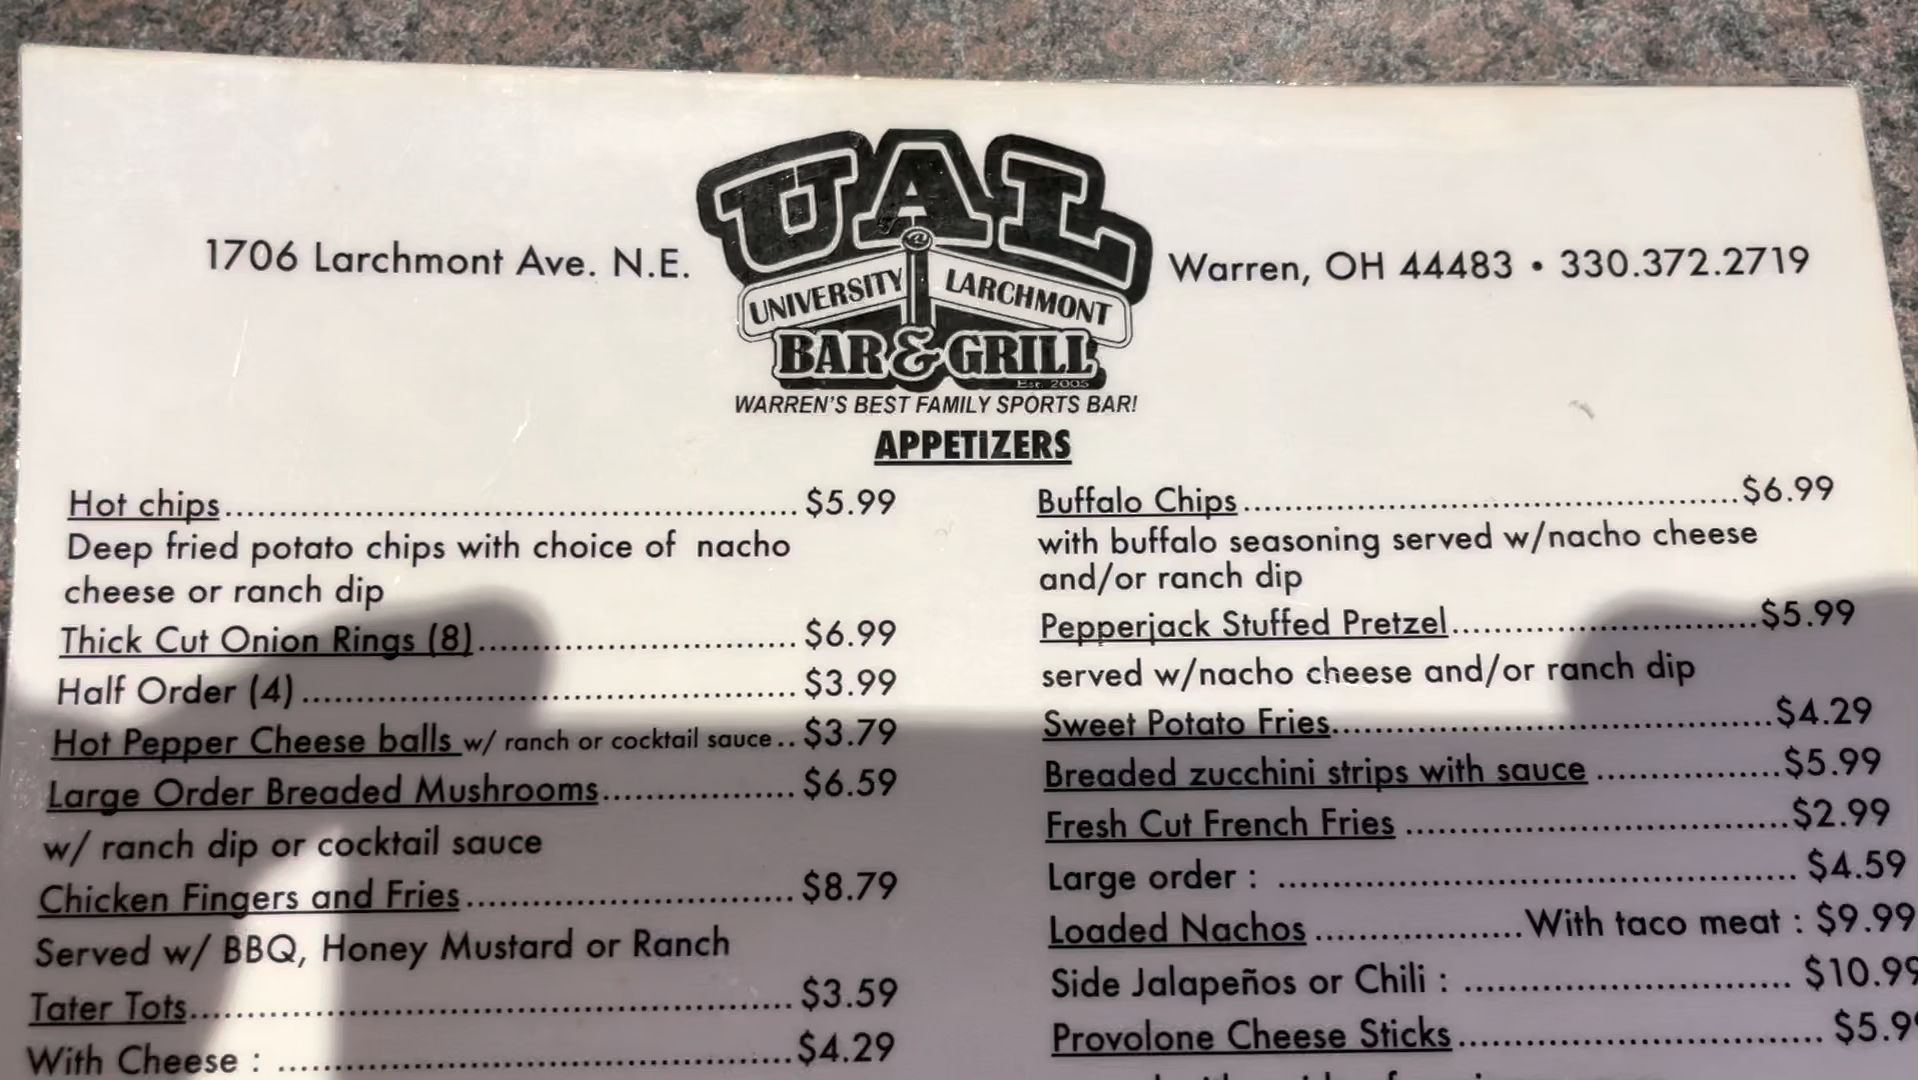 1706 Larchmont Ave. N.E.
UAL
@
UNIVERSITY LARCHMONT
BAR & GRILL
Est. 2005
Warren, OH 44483 • 330.372.2719
WARREN'S BEST FAMILY SPORTS BAR!
APPETIZERS
Hot chips.......................................... $5.99
Deep fried potato chips with choice of nacho
cheese or ranch dip
Thick Cut Onion Rings (8)...................... $6.99
Half Order (4)................................... $3.99
Hot Pepper Cheese balls w/ ranch or cocktail sauce.. $3.79
Large Order Breaded Mushrooms.............. $6.59
w/ ranch dip or cocktail sauce
Chicken Fingers and Fries........................ $8.79
Served w/ BBQ, Honey Mustard or Ranch
Tater Tots.......................................... $3.59
With Cheese : .................................... $4.29
Buffalo Chips................................... $6.99
with buffalo seasoning served w/nacho cheese
and/or ranch dip
Pepperjack Stuffed Pretzel...................... $5.99
served w/nacho cheese and/or ranch dip
Sweet Potato Fries............................... $4.29
Breaded zucchini strips with sauce ............. $5.99
Fresh Cut French Fries ........................... $2.99
Large order : ...................................... $4.59
Loaded Nachos ...............With taco meat : $9.99
Side Jalapeños or Chili : ........................ $10.99
Provolone Cheese Sticks........................... $5.9